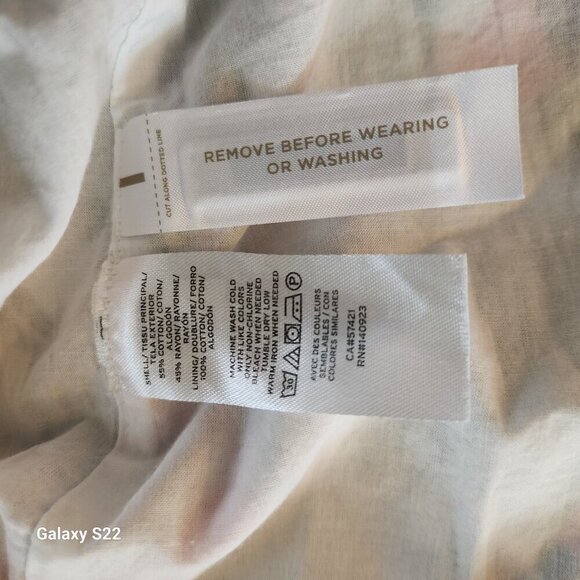 REMOVE BEFORE WEARING
OR WASHING
CUT ALONG DOTTED LINE
SHELL/ TISSU PRINCIPAL/
TELA EXTERIOR
55% COTTON/ COTON/
ALGODÓN
45% RAYON/ RAYONNE/
RAYÓN
LINING/ DOUBLURE/ FORRO
100% COTTON/ COTON/
ALGODÓN
MACHINE WASH COLD
WITH LIKE COLORS
ONLY NON-CHLORINE
BLEACH WHEN NEEDED
TUMBLE DRY LOW
WARM IRON WHEN NEEDED
30 P
AVEC DES COULEURS
SEMBLABLES / CON
COLORES SIMILARES
CA#57421
RN#140923
Galaxy S22